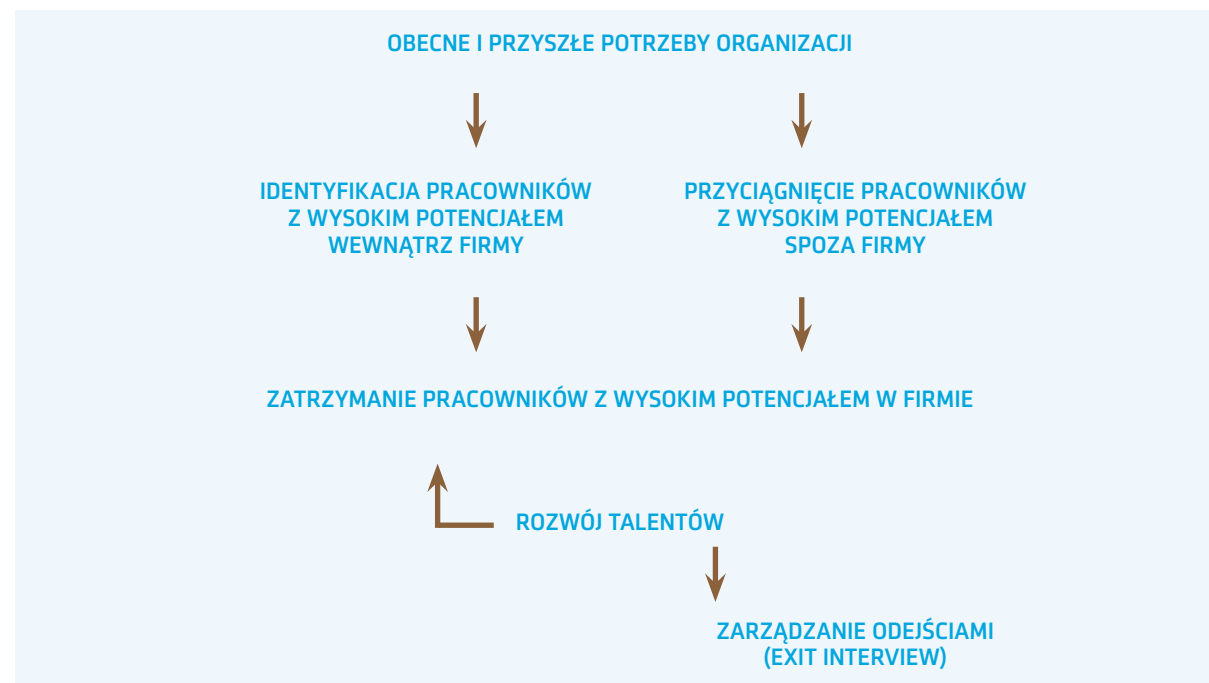 OBECNE I PRZYSZŁE POTRZEBY ORGANIZACJI
IDENTYFIKACJA PRACOWNIKÓW
Z WYSOKIM POTENCJAŁEM
WEWNĄTRZ FIRMY
PRZYCIĄGNIĘCIE PRACOWNIKÓW
Z WYSOKIM POTENCJAŁEM
SPOZA FIRMY
ZATRZYMANIE PRACOWNIKÓW Z WYSOKIM POTENCJAŁEM W FIRMIE
ROZWÓJ TALENTÓW
ZARZĄDZANIE ODEJŚCIAMI
(EXIT INTERVIEW)